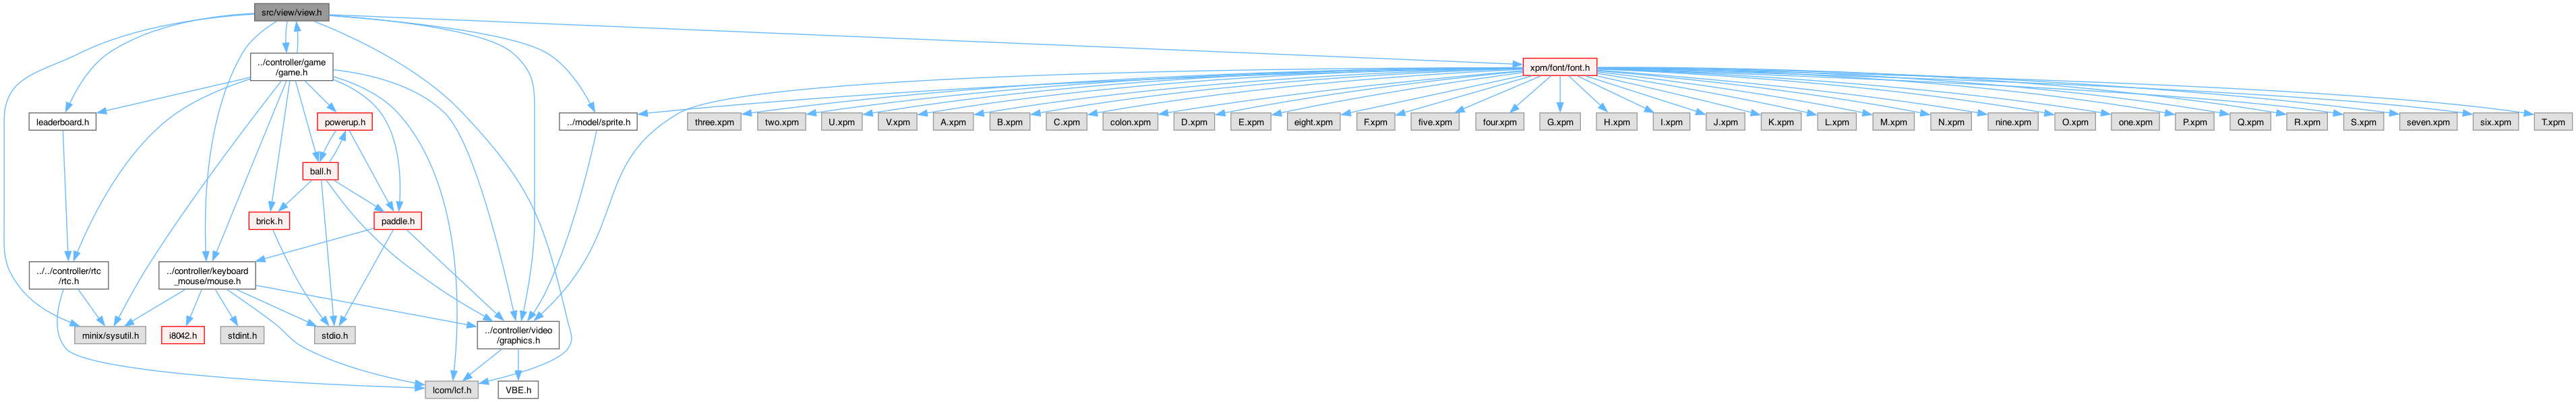 src/view/view.h
../controller/game
/game.h
xpm/font/font.h
leaderboard.h
powerup.h
../model/sprite.h
three.xpm
two.xpm
U.xpm
V.xpm
A.xpm
B.xpm
C.xpm
colon.xpm
D.xpm
E.xpm
eight.xpm
F.xpm
five.xpm
four.xpm
G.xpm
H.xpm
I.xpm
J.xpm
K.xpm
L.xpm
M.xpm
N.xpm
nine.xpm
O.xpm
one.xpm
P.xpm
Q.xpm
R.xpm
S.xpm
seven.xpm
six.xpm
T.xpm
ball.h
brick.h
paddle.h
../../controller/rtc
/rtc.h
../controller/keyboard
_mouse/mouse.h
minix/sysutil.h
i8042.h
stdint.h
stdio.h
../controller/video
/graphics.h
lcom/lcf.h
VBE.h